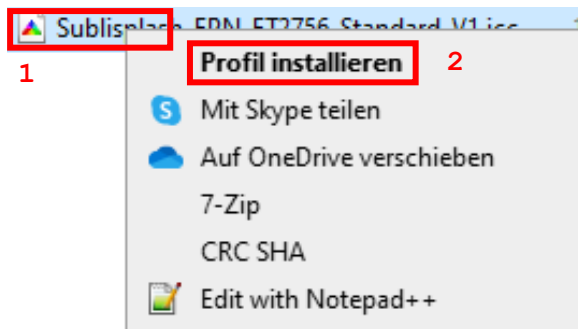 Sublisplash_EPN_ET2756_Standard_V1.icc
1
Profil installieren 2
Mit Skype teilen
Auf OneDrive verschieben
7-Zip
CRC SHA
Edit with Notepad++